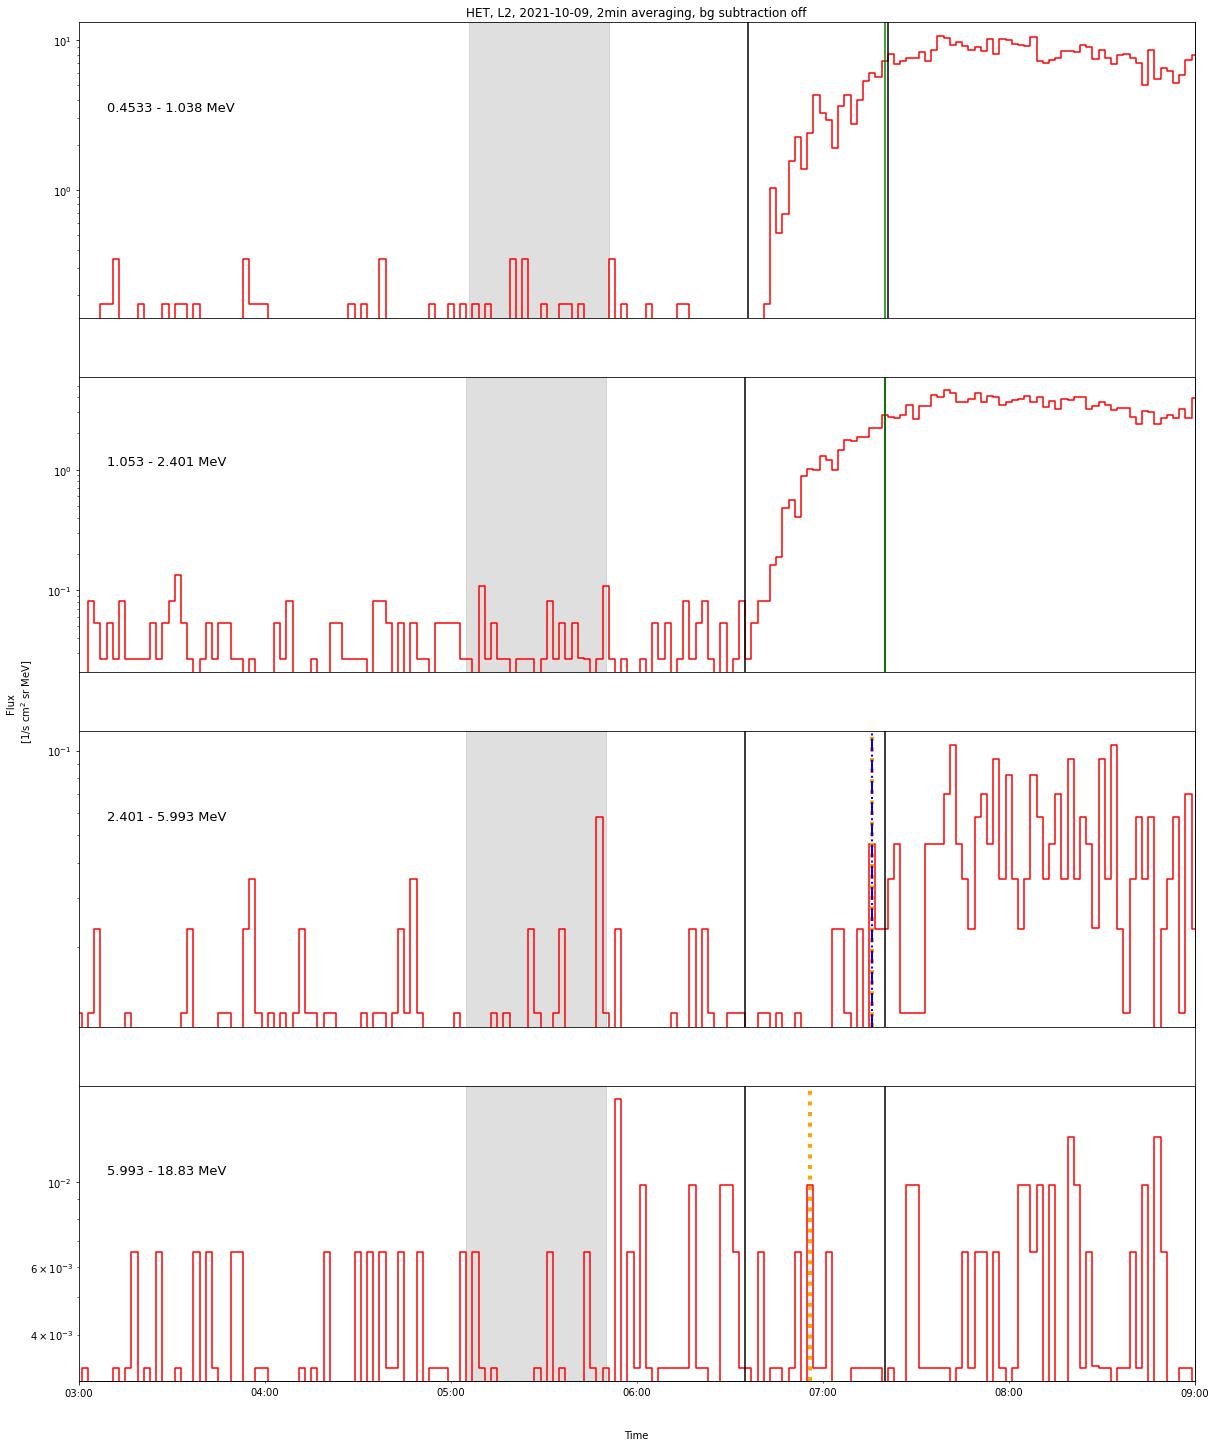 HET, L2, 2021-10-09, 2min averaging, bg subtraction off
10¹
0.4533 - 1.038 MeV
10⁰
10⁰
1.053 - 2.401 MeV
10⁻¹
Flux
[1/s cm² sr MeV]
10⁻¹
2.401 - 5.993 MeV
5.993 - 18.83 MeV
10⁻²
6 × 10⁻³
4 × 10⁻³
03:00 04:00 05:00 06:00 07:00 08:00 09:00
Time